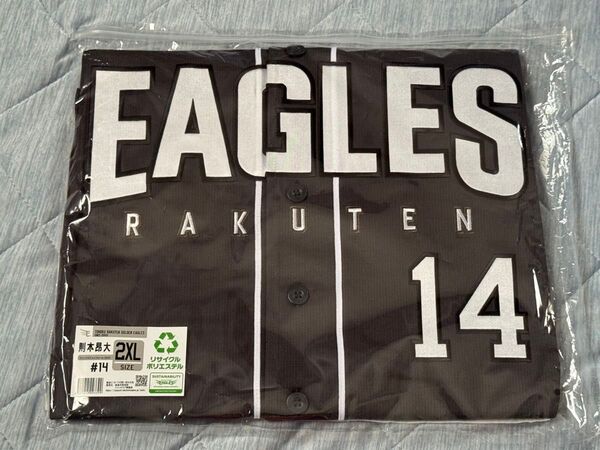 EAGLES
RAKUTEN
14
TOHOKU RAKUTEN GOLDEN EAGLES
則本昂大
#14
2XL
SIZE
リサイクル
ポリエステル
SUSTAINABILITY
EAGLES